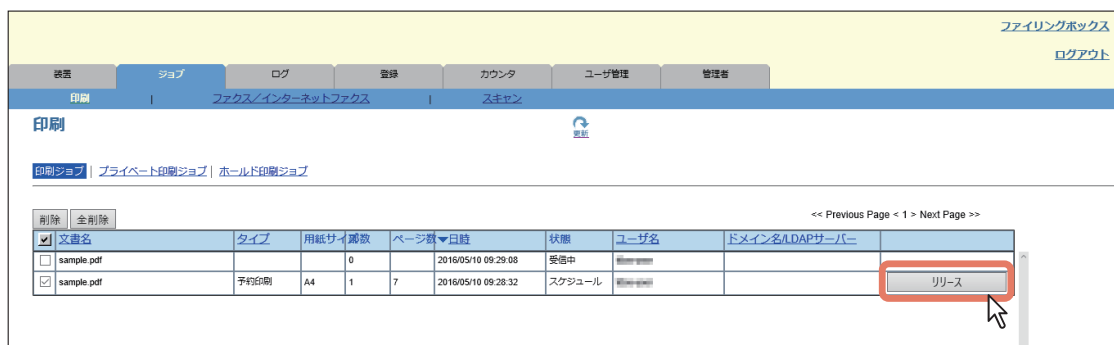 ファイリングボックス
ログアウト
装置 ジョブ ログ 登録 カウンタ ユーザ管理 管理者
印刷 | ファクス／インターネットファクス | スキャン
印刷
更新
印刷ジョブ | プライベート印刷ジョブ | ホールド印刷ジョブ
削除 全削除 << Previous Page < 1 > Next Page >>
文書名 タイプ 用紙サイズ 部数 ページ数 ▼日時 状態 ユーザ名 ドメイン名/LDAPサーバー
sample.pdf 0 2016/05/10 09:29:08 受信中
sample.pdf 予約印刷 A4 1 7 2016/05/10 09:28:32 スケジュール リリース